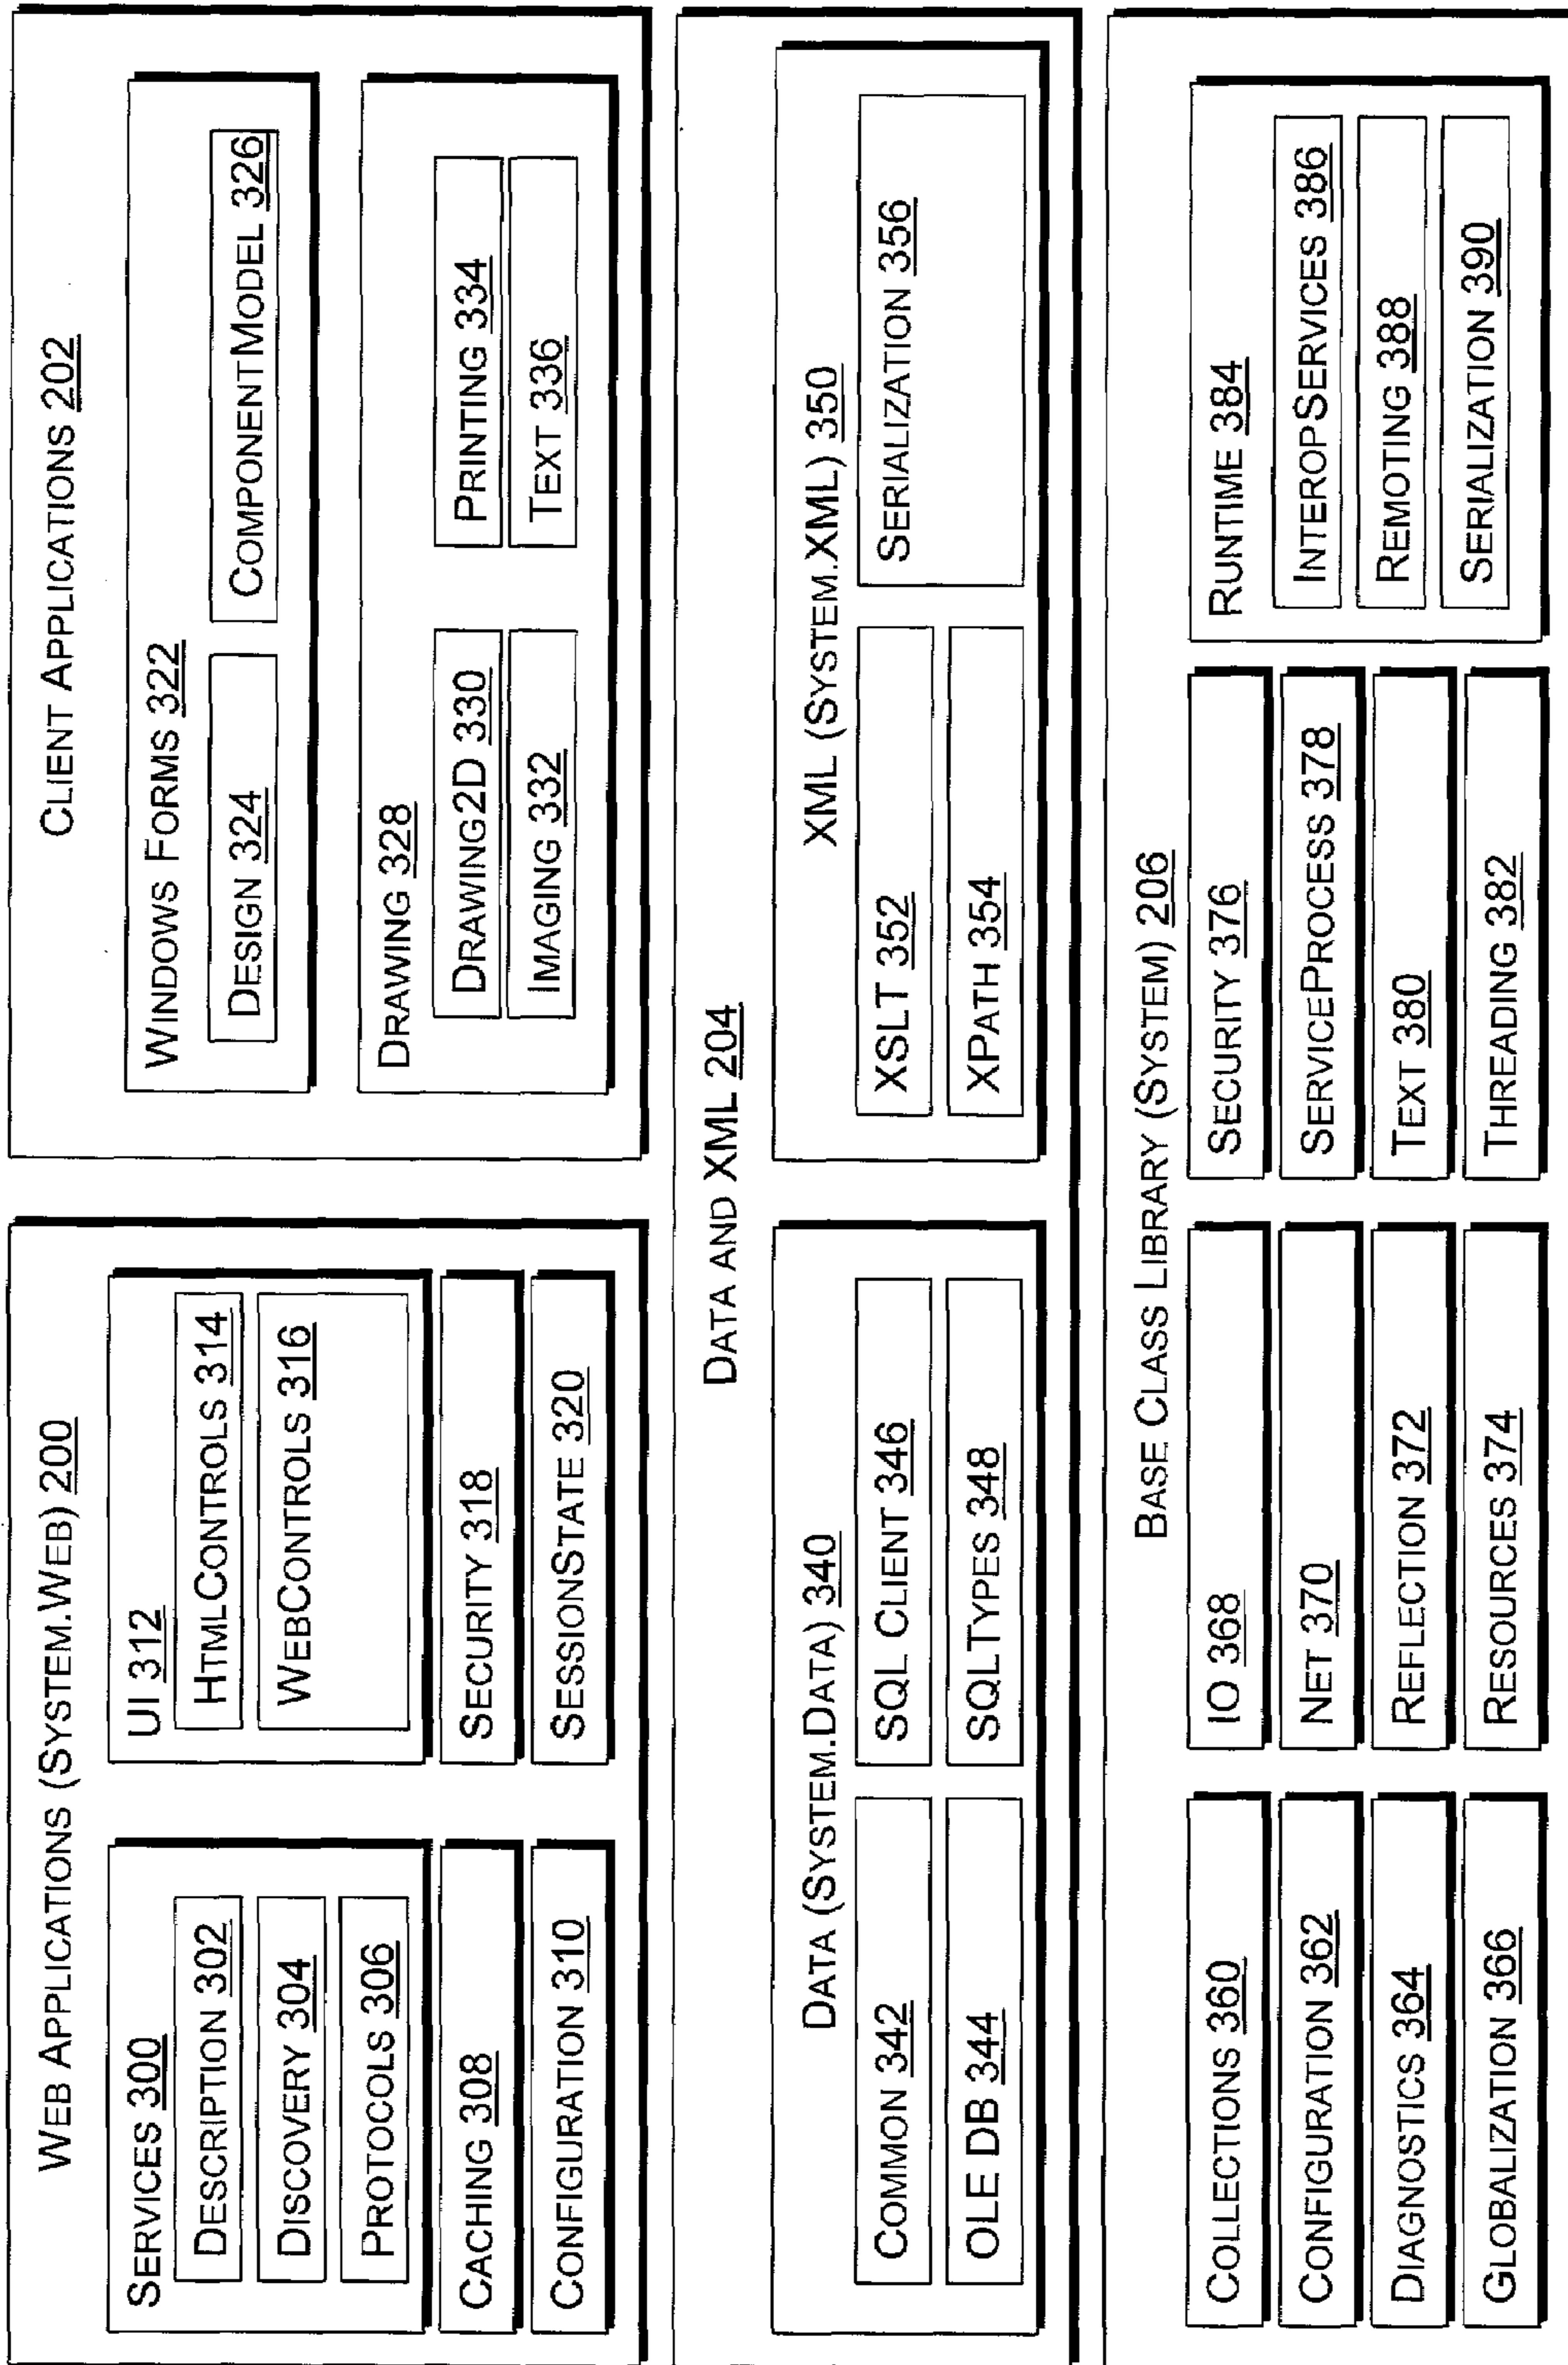 WEB APPLICATIONS (SYSTEM.WEB) 200
SERVICES 300
DESCRIPTION 302
DISCOVERY 304
PROTOCOLS 306
CACHING 308
CONFIGURATION 310
UI 312
HTMLCONTROLS 314
WEBCONTROLS 316
SECURITY 318
SESSIONSTATE 320
CLIENT APPLICATIONS 202
WINDOWS FORMS 322
DESIGN 324
COMPONENTMODEL 326
DRAWING 328
DRAWING2D 330
IMAGING 332
PRINTING 334
TEXT 336
DATA AND XML 204
DATA (SYSTEM.DATA) 340
COMMON 342
OLE DB 344
SQL CLIENT 346
SQLTYPES 348
XML (SYSTEM.XML) 350
XSLT 352
XPATH 354
SERIALIZATION 356
BASE CLASS LIBRARY (SYSTEM) 206
COLLECTIONS 360
CONFIGURATION 362
DIAGNOSTICS 364
GLOBALIZATION 366
IO 368
NET 370
REFLECTION 372
RESOURCES 374
SECURITY 376
SERVICEPROCESS 378
TEXT 380
THREADING 382
RUNTIME 384
INTEROPSERVICES 386
REMOTING 388
SERIALIZATION 390